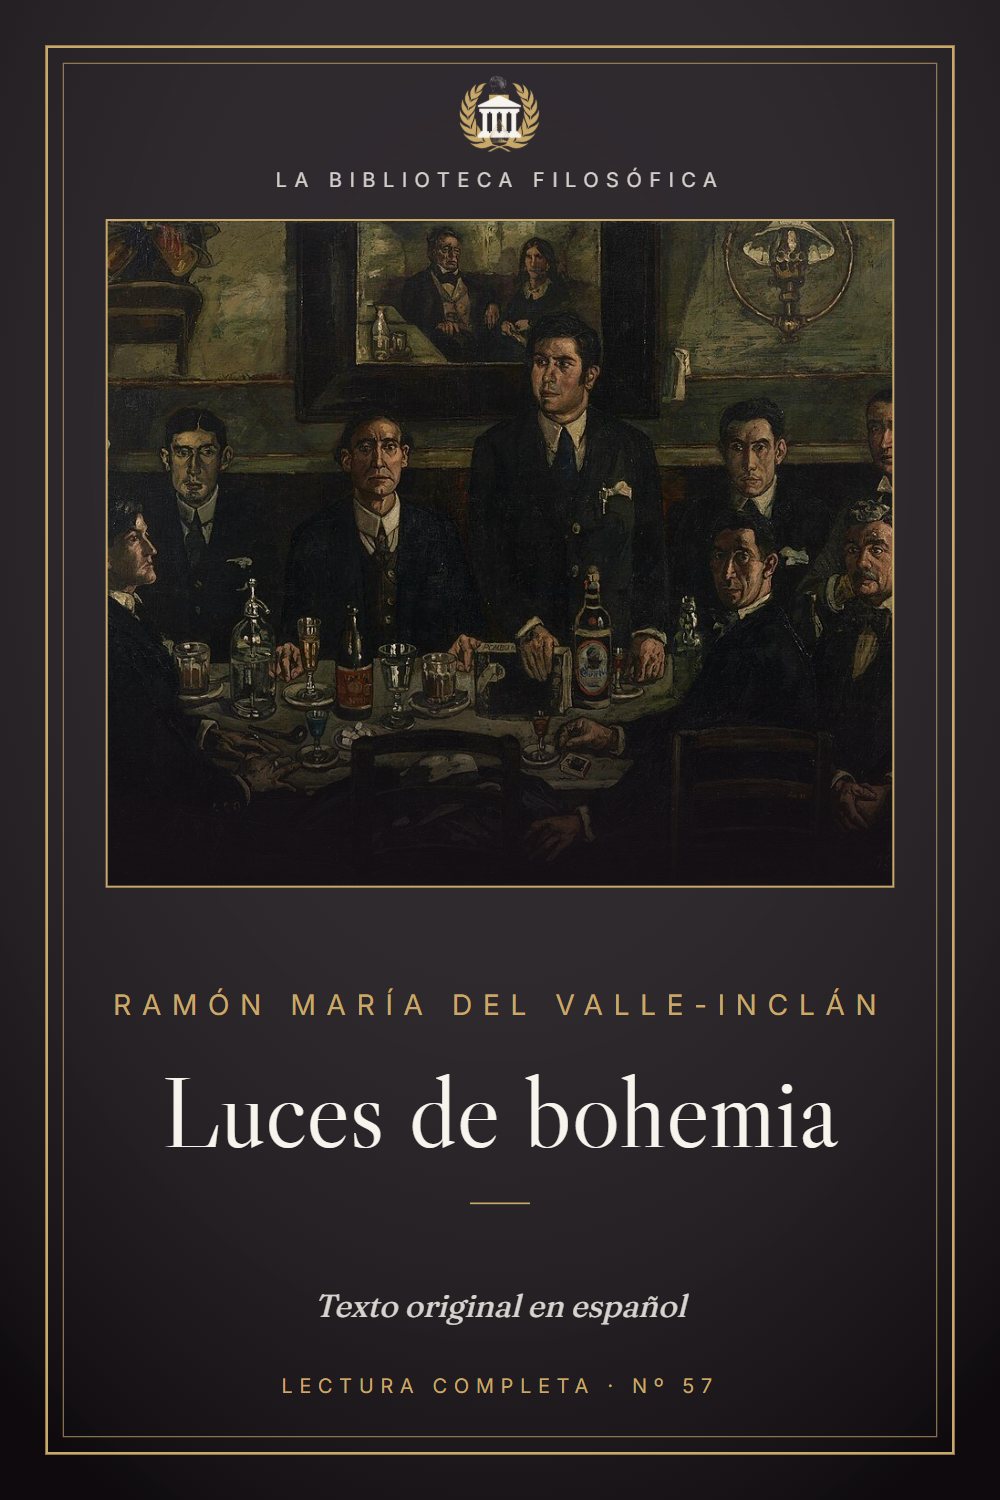 LA BIBLIOTECA FILOSÓFICA
RAMÓN MARÍA DEL VALLE-INCLÁN
Luces de bohemia
Texto original en español
LECTURA COMPLETA · Nº 57